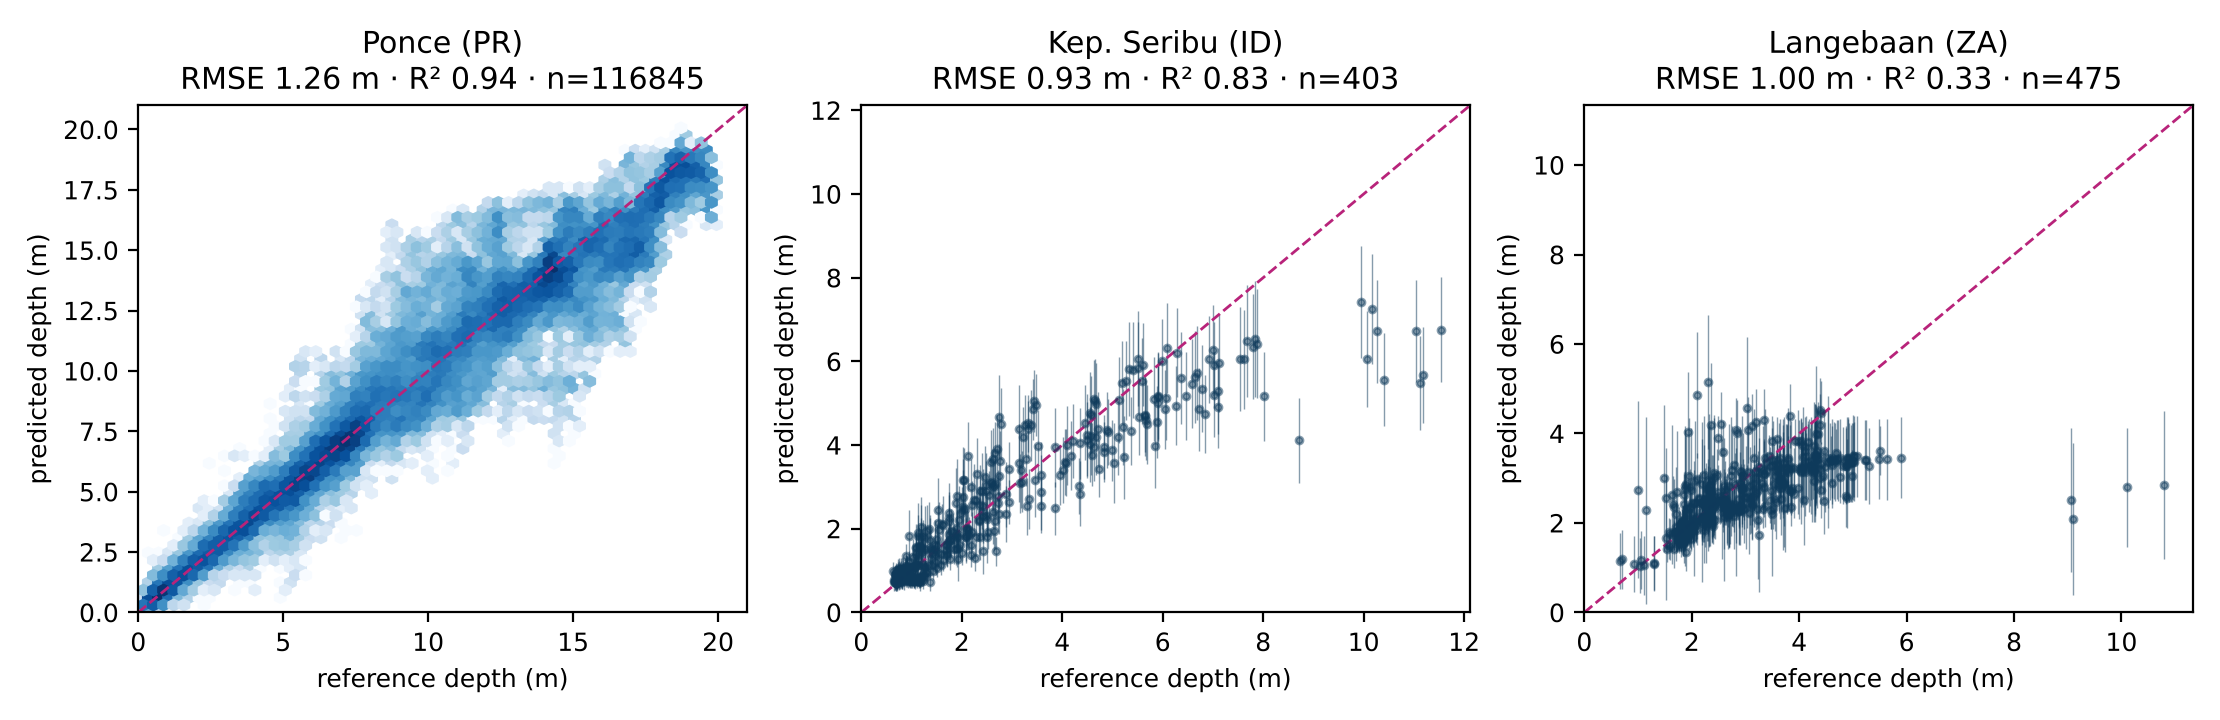 Ponce (PR)
RMSE 1.26 m · R² 0.94 · n=116845
20.0
17.5
15.0
12.5
10.0
7.5
5.0
2.5
0.0
predicted depth (m)
0 5 10 15 20
reference depth (m)
Kep. Seribu (ID)
RMSE 0.93 m · R² 0.83 · n=403
12
10
8
6
4
2
0
predicted depth (m)
0 2 4 6 8 10 12
reference depth (m)
Langebaan (ZA)
RMSE 1.00 m · R² 0.33 · n=475
10
8
6
4
2
0
predicted depth (m)
0 2 4 6 8 10
reference depth (m)